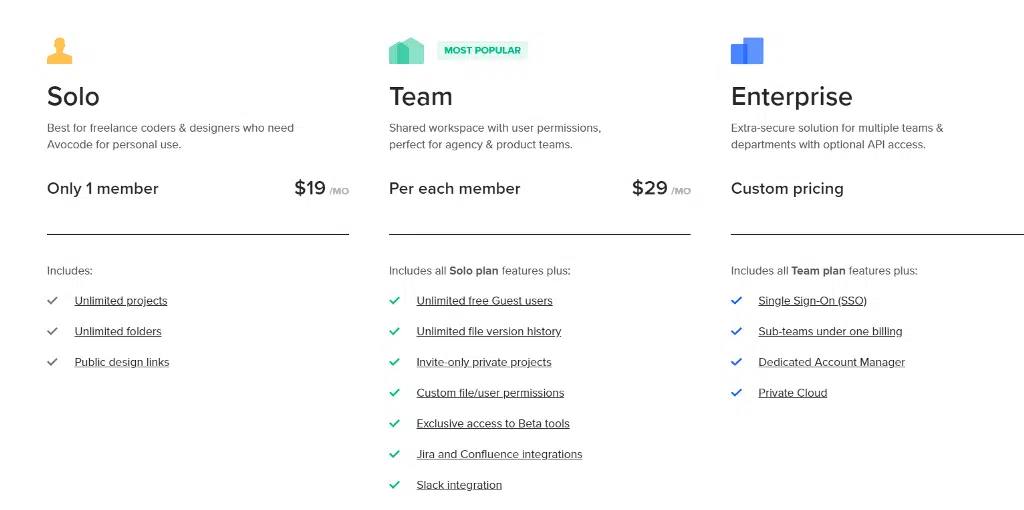 Solo
Best for freelance coders & designers who need
Avocode for personal use.
Only 1 member
$19 /MO
Includes:
Unlimited projects
Unlimited folders
Public design links
MOST POPULAR
Team
Shared workspace with user permissions,
perfect for agency & product teams.
Per each member
$29 /MO
Includes all Solo plan features plus:
Unlimited free Guest users
Unlimited file version history
Invite-only private projects
Custom file/user permissions
Exclusive access to Beta tools
Jira and Confluence integrations
Slack integration
Enterprise
Extra-secure solution for multiple teams &
departments with optional API access.
Custom pricing
Includes all Team plan features plus:
Single Sign-On (SSO)
Sub-teams under one billing
Dedicated Account Manager
Private Cloud